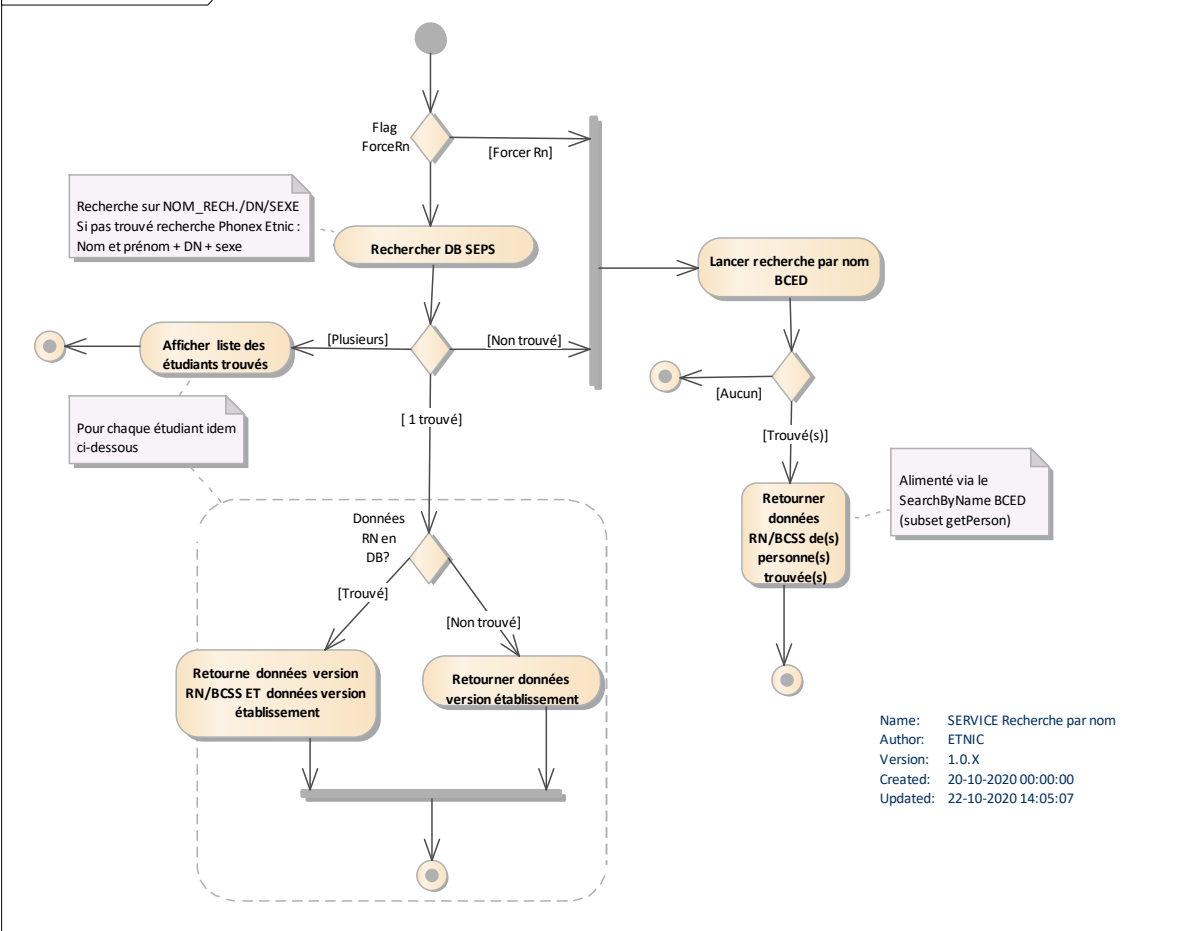 Flag
ForceRn
[Forcer Rn]
Recherche sur NOM_RECH./DN/SEXE
Si pas trouvé recherche Phonex Etnic :
Nom et prénom + DN + sexe
Rechercher DB SEPS
Lancer recherche par nom
BCED
Afficher liste des
étudiants trouvés
[Plusieurs]
[Non trouvé]
[Aucun]
Pour chaque étudiant idem
ci-dessous
[ 1 trouvé]
[Trouvé(s)]
Retourner
données
RN/BCSS de(s)
personne(s)
trouvée(s)
Alimenté via le
SearchByName BCED
(subset getPerson)
Données
RN en
DB?
[Trouvé]
[Non trouvé]
Retourne données version
RN/BCSS ET données version
établissement
Retourner données
version établissement
Name: SERVICE Recherche par nom
Author: ETNIC
Version: 1.0.X
Created: 20-10-2020 00:00:00
Updated: 22-10-2020 14:05:07